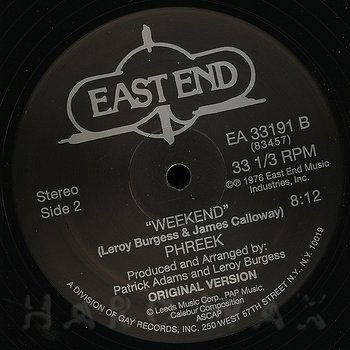 EAST END
EA 33191 B
(83457)
33 1/3 RPM
℗ © 1976 East End Music
Industries, Inc.
Stereo
Side 2
8:12
"WEEKEND"
(Leroy Burgess & James Calloway)
PHREEK
Produced and Arranged by:
Patrick Adams and Leroy Burgess
ORIGINAL VERSION
© Leeds Music Corp., PAP Music,
Calebur Composition
ASCAP
A DIVISION OF GAY RECORDS, INC. 250 WEST 57TH STREET N.Y., N.Y. 10019